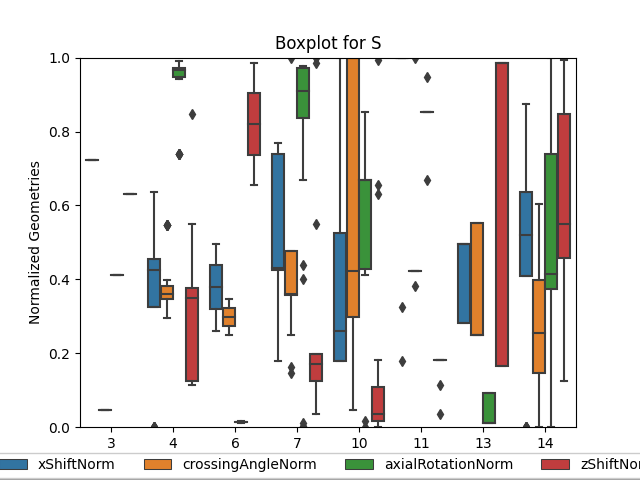 Boxplot for S
Normalized Geometries
1.0
0.8
0.6
0.4
0.2
0.0
3 4 6 7 10 11 13 14
xShiftNorm crossingAngleNorm axialRotationNorm zShiftNor